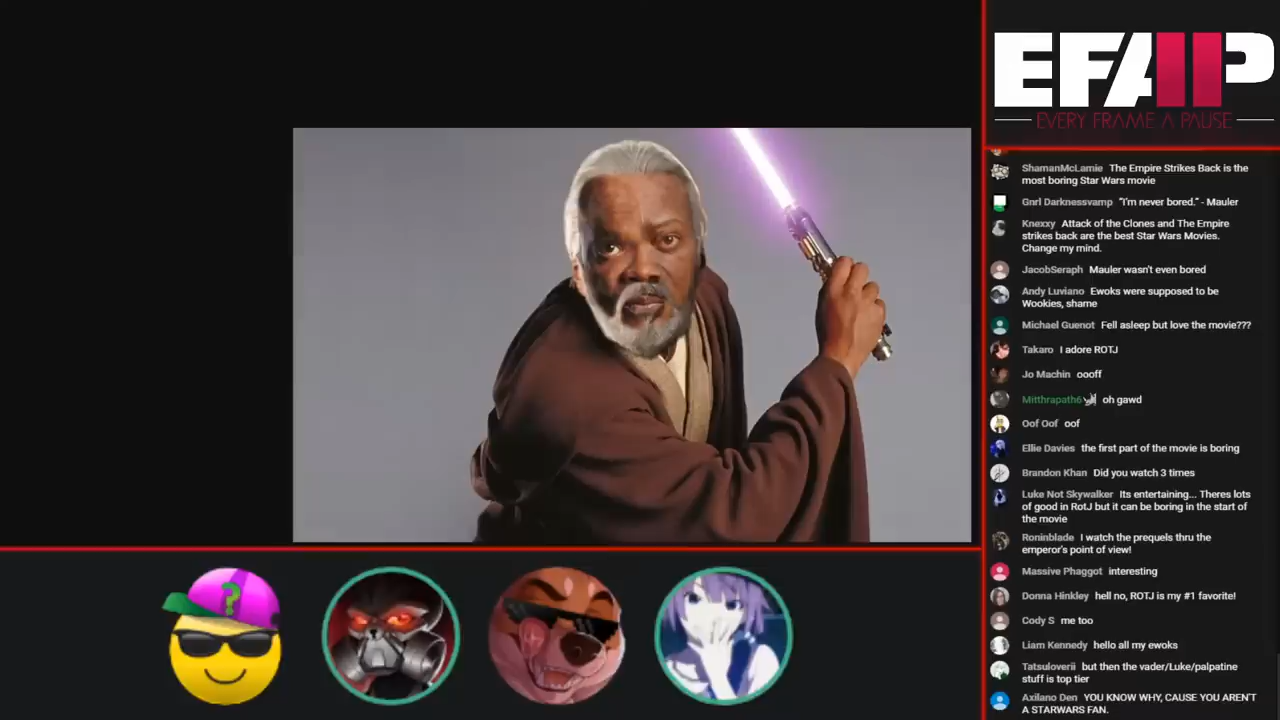 EFAP
EVERY FRAME A PAUSE
ShamanMcLamie The Empire Strikes Back is the
most boring Star Wars movie
Gnrl Darknessvamp "I'm never bored." - Mauler
Knexxy Attack of the Clones and The Empire
strikes back are the best Star Wars Movies.
Change my mind.
JacobSeraph Mauler wasn't even bored
Andy Luviano Ewoks were supposed to be
Wookies, shame
Michael Guenot Fell asleep but love the movie???
Takaro I adore ROTJ
Jo Machin oooff
Mitthrapath6 oh gawd
Oof Oof oof
Ellie Davies the first part of the movie is boring
Brandon Khan Did you watch 3 times
Luke Not Skywalker Its entertaining... Theres lots
of good in RotJ but it can be boring in the start of
the movie
Roninblade I watch the prequels thru the
emperor's point of view!
Massive Phaggot interesting
Donna Hinkley hell no, ROTJ is my #1 favorite!
Cody S me too
Liam Kennedy hello all my ewoks
Tatsuloverii but then the vader/Luke/palpatine
stuff is top tier
Axilano Den YOU KNOW WHY, CAUSE YOU AREN'T
A STARWARS FAN.
?